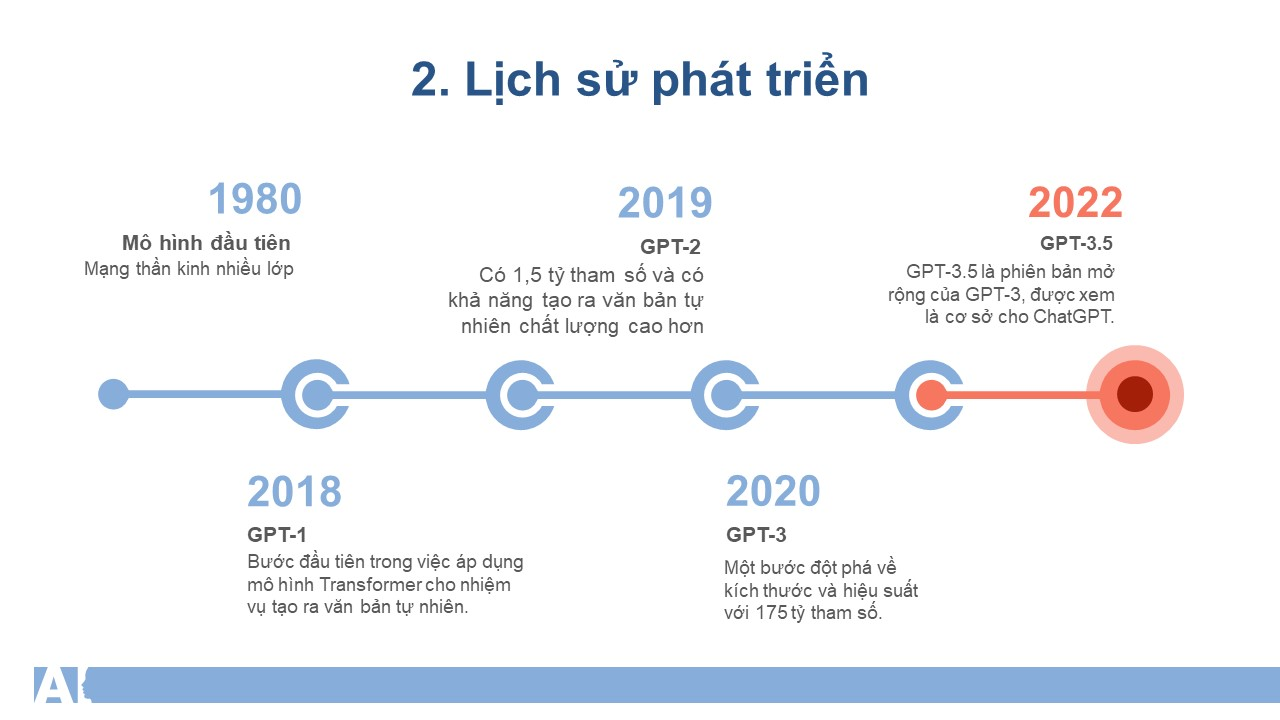 2. Lịch sử phát triển
1980
Mô hình đầu tiên
Mạng thần kinh nhiều lớp
2018
GPT-1
Bước đầu tiên trong việc áp dụng
mô hình Transformer cho nhiệm
vụ tạo ra văn bản tự nhiên.
2019
GPT-2
Có 1,5 tỷ tham số và có
khả năng tạo ra văn bản tự
nhiên chất lượng cao hơn
2020
GPT-3
Một bước đột phá về
kích thước và hiệu suất
với 175 tỷ tham số.
2022
GPT-3.5
GPT-3.5 là phiên bản mở
rộng của GPT-3, được xem
là cơ sở cho ChatGPT.
AI